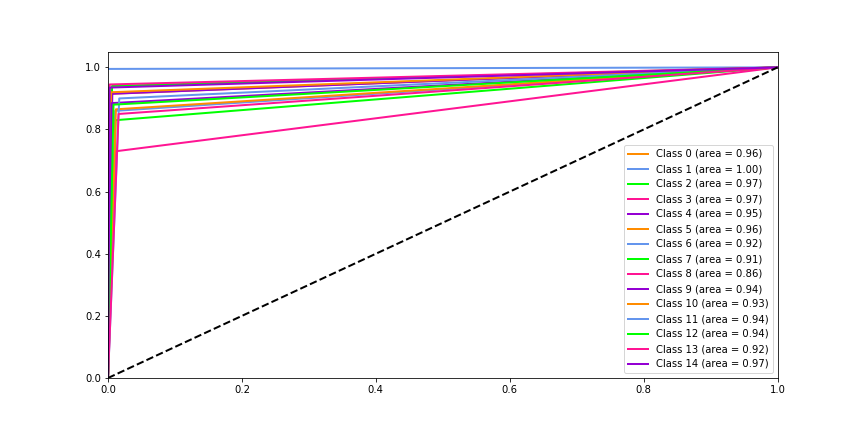 1.0
0.8
0.6
0.4
0.2
0.0
0.0 0.2 0.4 0.6 0.8 1.0
Class 0 (area = 0.96)
Class 1 (area = 1.00)
Class 2 (area = 0.97)
Class 3 (area = 0.97)
Class 4 (area = 0.95)
Class 5 (area = 0.96)
Class 6 (area = 0.92)
Class 7 (area = 0.91)
Class 8 (area = 0.86)
Class 9 (area = 0.94)
Class 10 (area = 0.93)
Class 11 (area = 0.94)
Class 12 (area = 0.94)
Class 13 (area = 0.92)
Class 14 (area = 0.97)